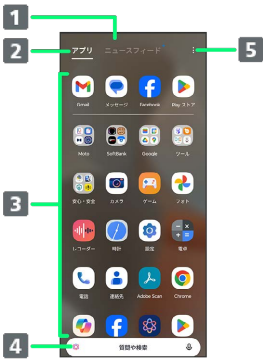 1
2
アプリ ニュースフィード
5
Gmail メッセージ Facebook Play ストア
Moto SoftBank Google ツール
安心・安全 カメラ ゲーム フォト
3
レコーダー 時計 設定 電卓
電話 連絡先 Adobe Scan Chrome
4
質問や検索